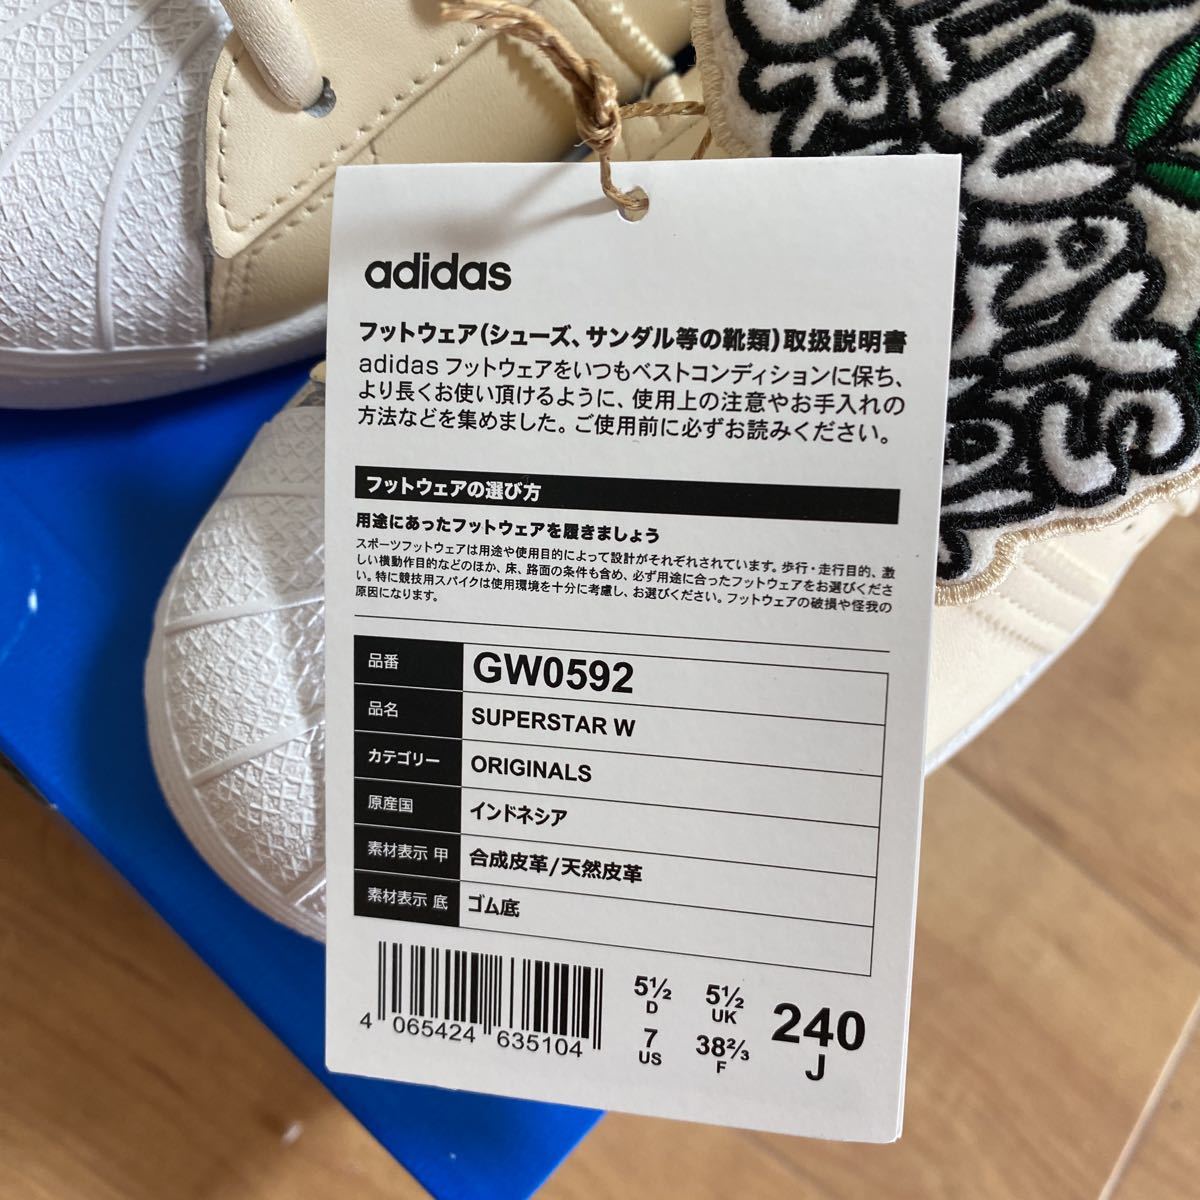 adidas
フットウェア(シューズ、サンダル等の靴類)取扱説明書
adidas フットウェアをいつもベストコンディションに保ち、
より長くお使い頂けるように、使用上の注意やお手入れの
方法などを集めました。ご使用前に必ずお読みください。
フットウェアの選び方
用途にあったフットウェアを履きましょう
スポーツフットウェアは用途や使用目的によって設計がそれぞれされています。歩行・走行目的、激
しい横動作目的などのほか、床、路面の条件も含め、必ず用途に合ったフットウェアをお選びくださ
い。特に競技用スパイクは使用環境を十分に考慮し、お選びください。フットウェアの破損や怪我の
原因になります。
品番 GW0592
品名 SUPERSTAR W
カテゴリー ORIGINALS
原産国 インドネシア
素材表示 甲 合成皮革/天然皮革
素材表示 底 ゴム底
4 065424 635104
5½ D
5½ UK
7 US
38⅔ F
240 J